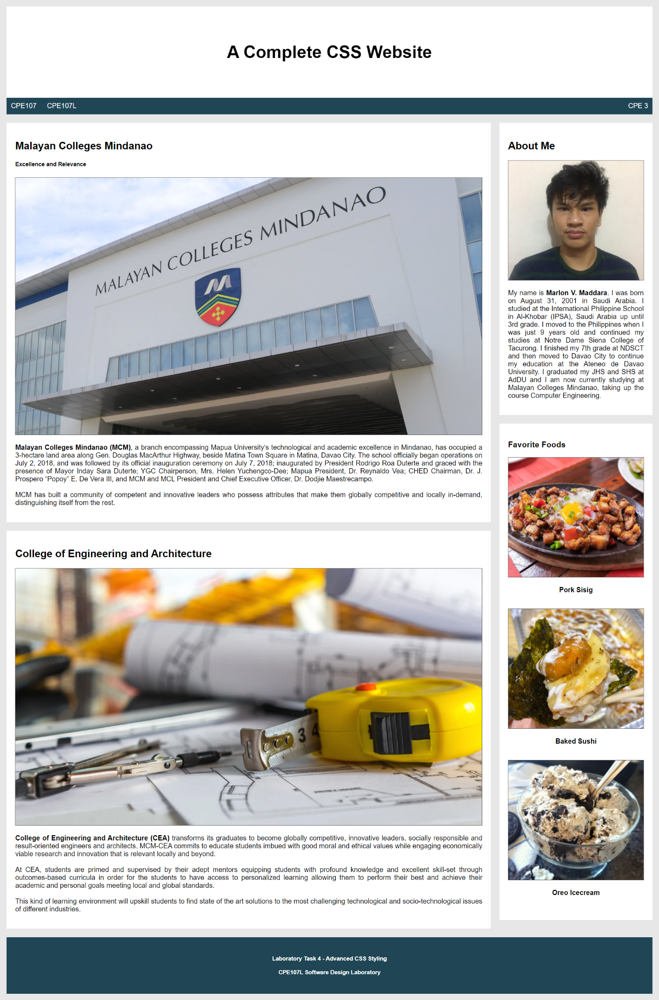 A Complete CSS Website
CPE107 CPE107L CPE 3
Malayan Colleges Mindanao
Excellence and Relevance
MALAYAN COLLEGES MINDANAO
Malayan Colleges Mindanao (MCM), a branch encompassing Mapua University’s technological and academic excellence in Mindanao, has occupied a
3-hectare land area along Gen. Douglas MacArthur Highway, beside Matina Town Square in Matina, Davao City. The school officially began operations on
July 2, 2018, and was followed by its official inauguration ceremony on July 7, 2018; inaugurated by President Rodrigo Roa Duterte and graced with the
presence of Mayor Inday Sara Duterte; YGC Chairperson, Mrs. Helen Yuchengco-Dee; Mapua President, Dr. Reynaldo Vea; CHED Chairman, Dr. J.
Prospero “Popoy” E. De Vera III, and MCM and MCL President and Chief Executive Officer, Dr. Dodjie Maestrecampo.
MCM has built a community of competent and innovative leaders who possess attributes that make them globally competitive and locally in-demand,
distinguishing itself from the rest.
College of Engineering and Architecture
3 4
College of Engineering and Architecture (CEA) transforms its graduates to become globally competitive, innovative leaders, socially responsible and
result-oriented engineers and architects. MCM-CEA commits to educate students imbued with good moral and ethical values while engaging economically
viable research and innovation that is relevant locally and beyond.
At CEA, students are primed and supervised by their adept mentors equipping students with profound knowledge and excellent skill-set through
outcomes-based curricula in order for the students to have access to personalized learning allowing them to perform their best and achieve their
academic and personal goals meeting local and global standards.
This kind of learning environment will upskill students to find state of the art solutions to the most challenging technological and socio-technological issues
of different industries.
About Me
My name is Marlon V. Maddara. I was born
on August 31, 2001 in Saudi Arabia. I
studied at the International Philippine School
in Al-Khobar (IPSA), Saudi Arabia up until
3rd grade. I moved to the Philippines when I
was just 9 years old and continued my
studies at Notre Dame Siena College of
Tacurong. I finished my 7th grade at NDSCT
and then moved to Davao City to continue
my education at the Ateneo de Davao
University. I graduated my JHS and SHS at
AdDU and I am now currently studying at
Malayan Colleges Mindanao, taking up the
course Computer Engineering.
Favorite Foods
Pork Sisig
Baked Sushi
Oreo Icecream
Laboratory Task 4 - Advanced CSS Styling
CPE107L Software Design Laboratory